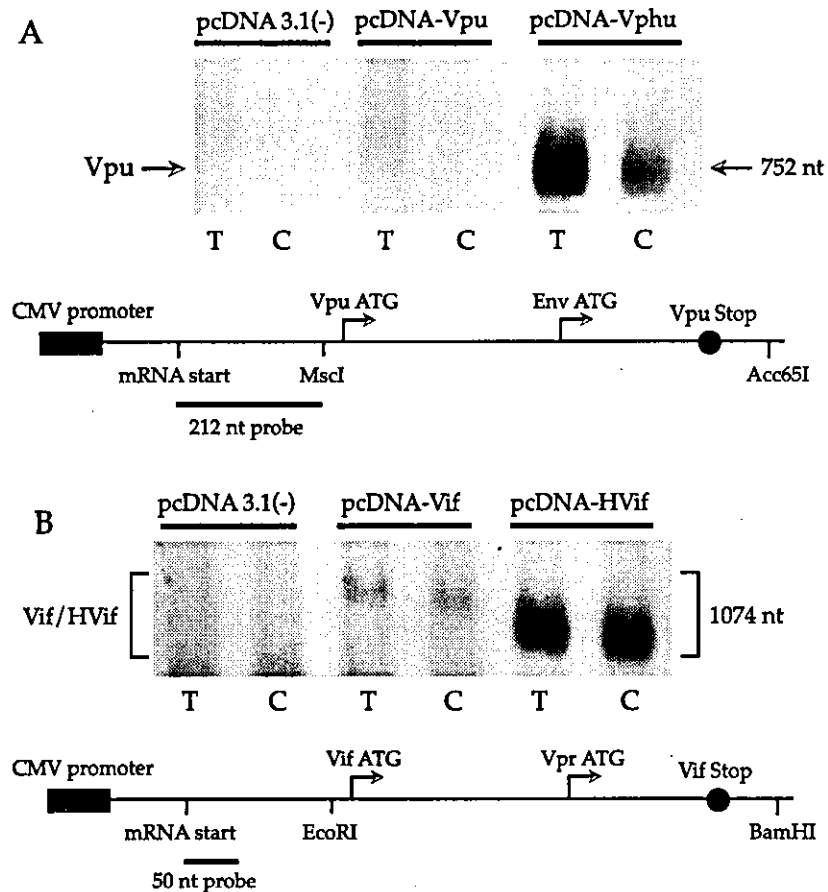 A
pcDNA 3.1(-) pcDNA-Vpu pcDNA-Vphu
Vpu 752 nt
T C T C T C
CMV promoter Vpu ATG Env ATG Vpu Stop
mRNA start MscI Acc65I
212 nt probe
B
pcDNA 3.1(-) pcDNA-Vif pcDNA-HVif
Vif/HVif 1074 nt
T C T C T C
CMV promoter Vif ATG Vpr ATG Vif Stop
mRNA start EcoRI BamHI
50 nt probe